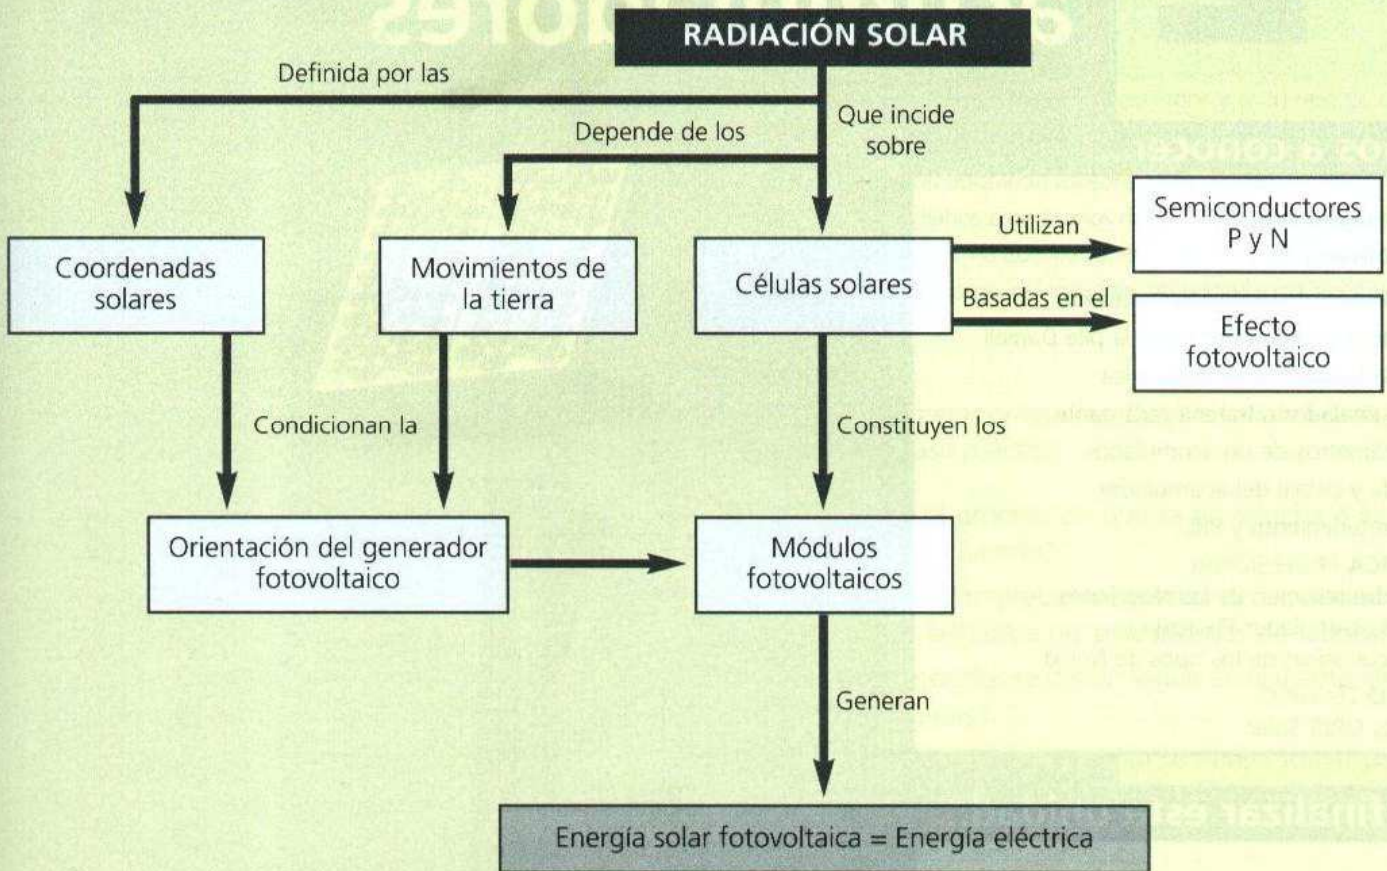 RADIACIÓN SOLAR
Definida por las
Depende de los
Que incide
sobre
Coordenadas
solares
Movimientos de
la tierra
Células solares
Utilizan
Semiconductores
P y N
Basadas en el
Efecto
fotovoltaico
Condicionan la
Constituyen los
Orientación del generador
fotovoltaico
Módulos
fotovoltaicos
Generan
Energía solar fotovoltaica = Energía eléctrica